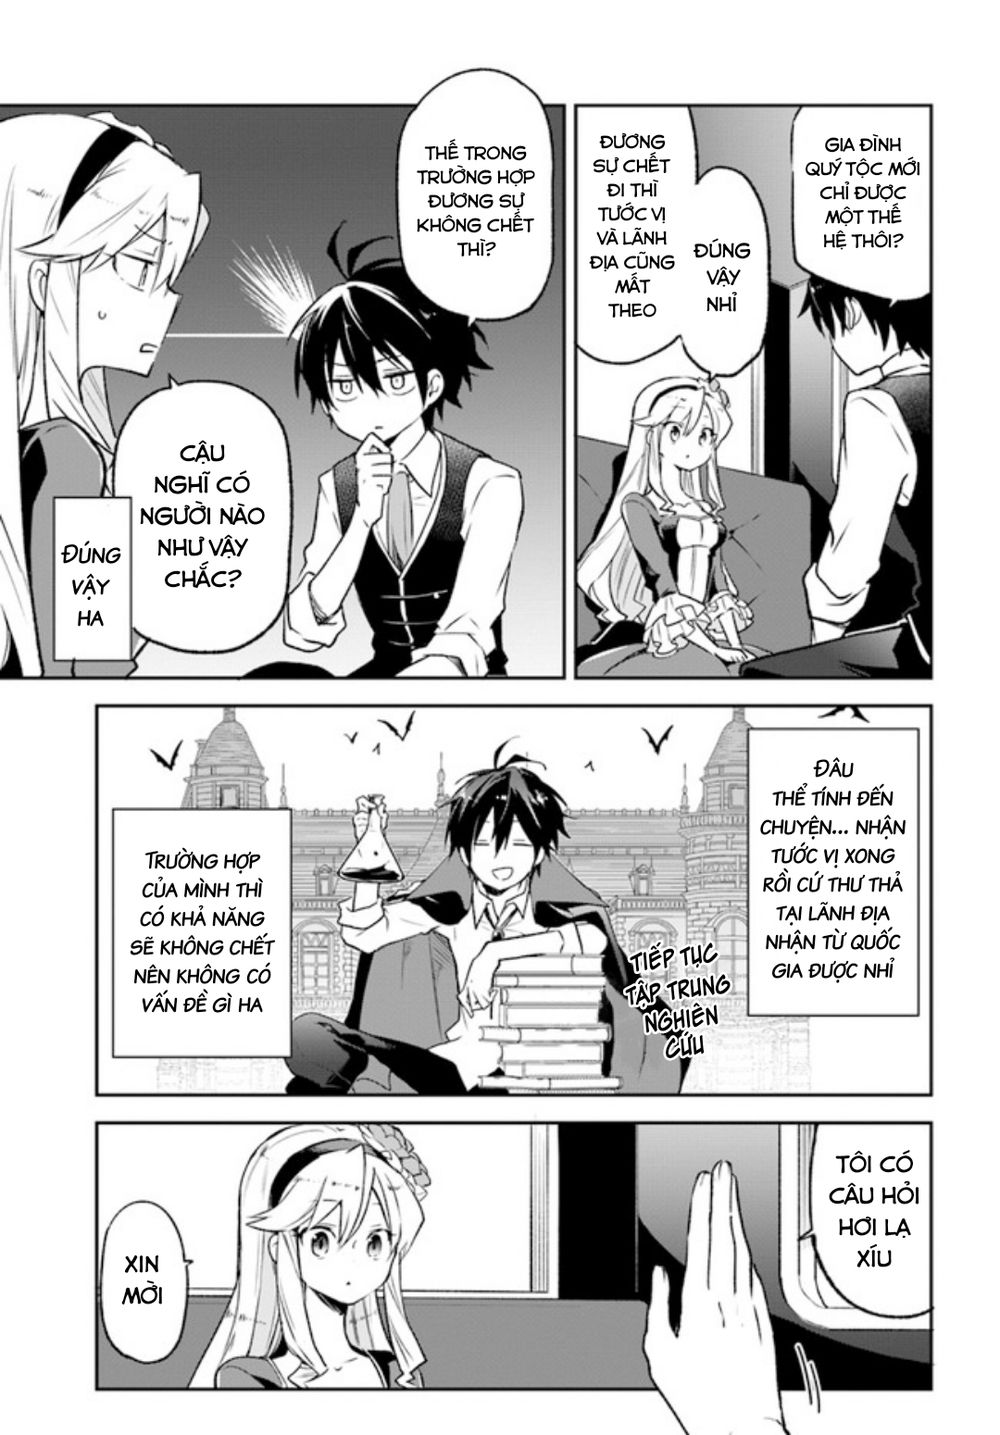 GIA ĐÌNH
QUÝ TỘC MỚI
CHỈ ĐƯỢC
MỘT THẾ
HỆ THÔI?
ĐÚNG
VẬY
NHỈ
ĐƯƠNG
SỰ CHẾT
ĐI THÌ
TƯỚC VỊ
VÀ LÃNH
ĐỊA CŨNG
MẤT
THEO
THẾ TRONG
TRƯỜNG HỢP
ĐƯƠNG SỰ
KHÔNG CHẾT
THÌ?
CẬU
NGHĨ CÓ
NGƯỜI NÀO
NHƯ VẬY
CHẮC?
ĐÚNG
VẬY
HA
ĐÂU
THỂ TÍNH ĐẾN
CHUYỆN... NHẬN
TƯỚC VỊ XONG
RỒI CỨ THƯ THẢ
TẠI LÃNH ĐỊA
NHẬN TỪ QUỐC
GIA ĐƯỢC NHỈ
TIẾP TỤC
TẬP TRUNG
NGHIÊN
CỨU
TRƯỜNG HỢP
CỦA MÌNH THÌ
CÓ KHẢ NĂNG
SẼ KHÔNG CHẾT
NÊN KHÔNG CÓ
VẤN ĐỀ GÌ HA
TÔI CÓ
CÂU HỎI
HƠI LẠ
XÍU
XIN
MỜI